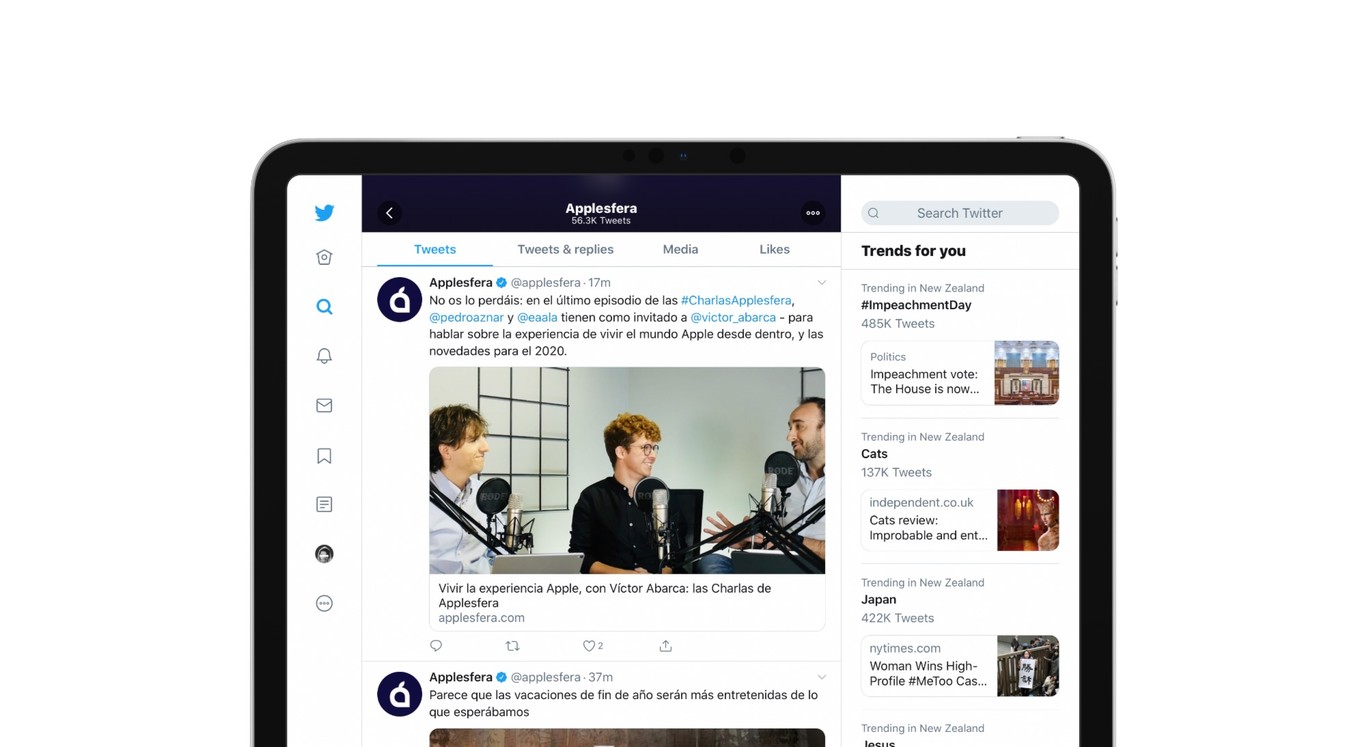 Applesfera
56.3K Tweets
Search Twitter
Tweets
Tweets & replies
Media
Likes
Trends for you
Applesfera @applesfera · 17m
No os lo perdáis: en el último episodio de las #CharlasApplesfera,
@pedroaznar y @eaala tienen como invitado a @victor_abarca - para
hablar sobre la experiencia de vivir el mundo Apple desde dentro, y las
novedades para el 2020.
RODE
RODE
RODE
Vivir la experiencia Apple, con Víctor Abarca: las Charlas de
Applesfera
applesfera.com
2
Applesfera @applesfera · 37m
Parece que las vacaciones de fin de año serán más entretenidas de lo
que esperábamos
Trending in New Zealand
#ImpeachmentDay
485K Tweets
Politics
Impeachment vote:
The House is now...
Trending in New Zealand
Cats
137K Tweets
independent.co.uk
Cats review:
Improbable and ent...
Trending in New Zealand
Japan
422K Tweets
nytimes.com
Woman Wins High-
Profile #MeToo Cas...
Trending in New Zealand
Jesus